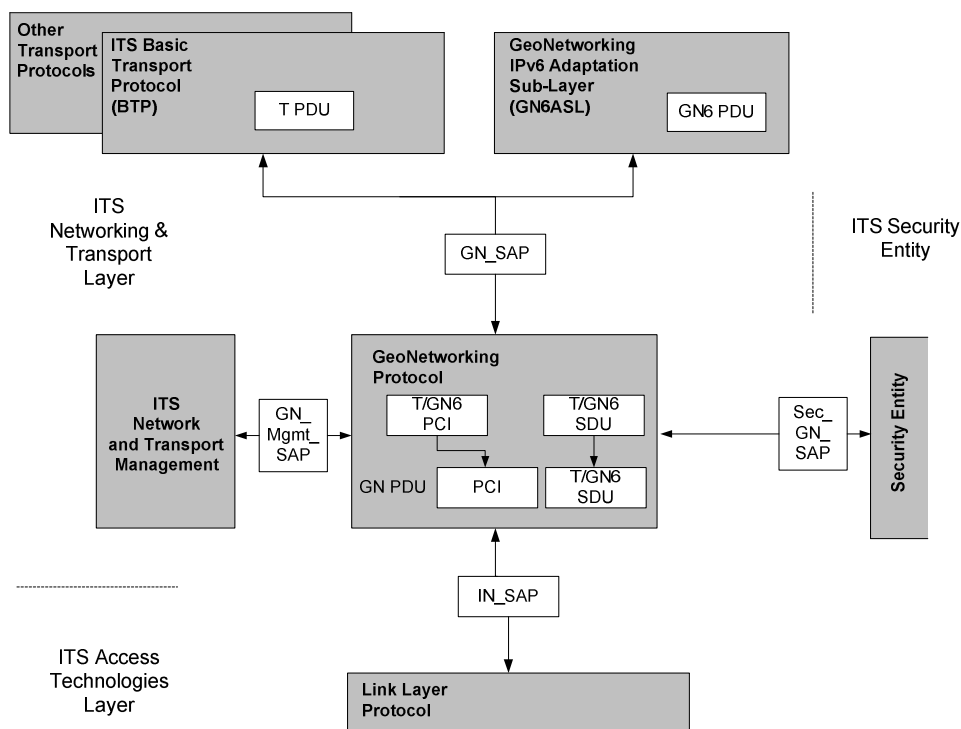 Other
Transport
Protocols
ITS Basic
Transport
Protocol
(BTP)
T PDU
GeoNetworking
IPv6 Adaptation
Sub-Layer
(GN6ASL)
GN6 PDU
ITS
Networking &
Transport
Layer
GN_SAP
ITS Security
Entity
ITS
Network
and Transport
Management
GN_
Mgmt_
SAP
GeoNetworking
Protocol
T/GN6
PCI
T/GN6
SDU
GN PDU
PCI
T/GN6
SDU
Sec_
GN_
SAP
Security Entity
IN_SAP
ITS Access
Technologies
Layer
Link Layer
Protocol